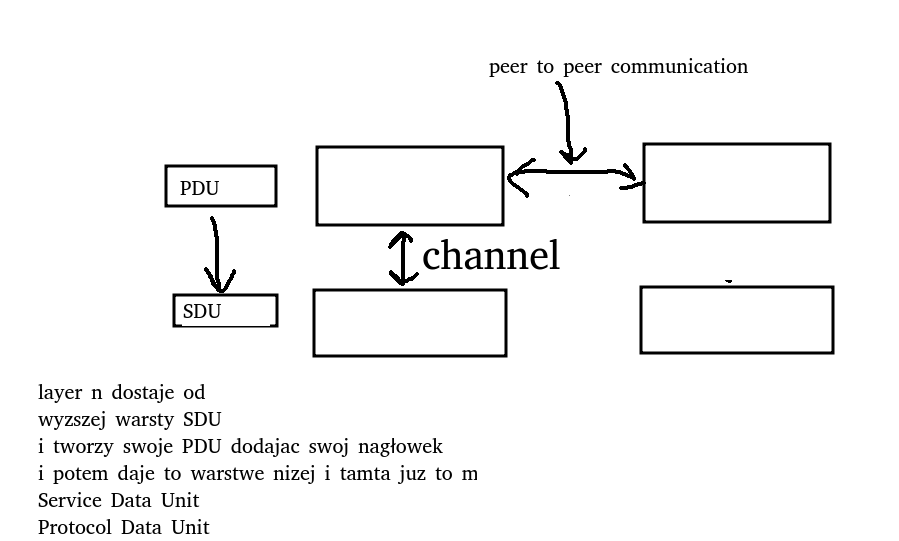 peer to peer communication
PDU
channel
SDU
layer n dostaje od
wyzszej warsty SDU
i tworzy swoje PDU dodajac swoj nagłowek
i potem daje to warstwe nizej i tamta juz to m
Service Data Unit
Protocol Data Unit